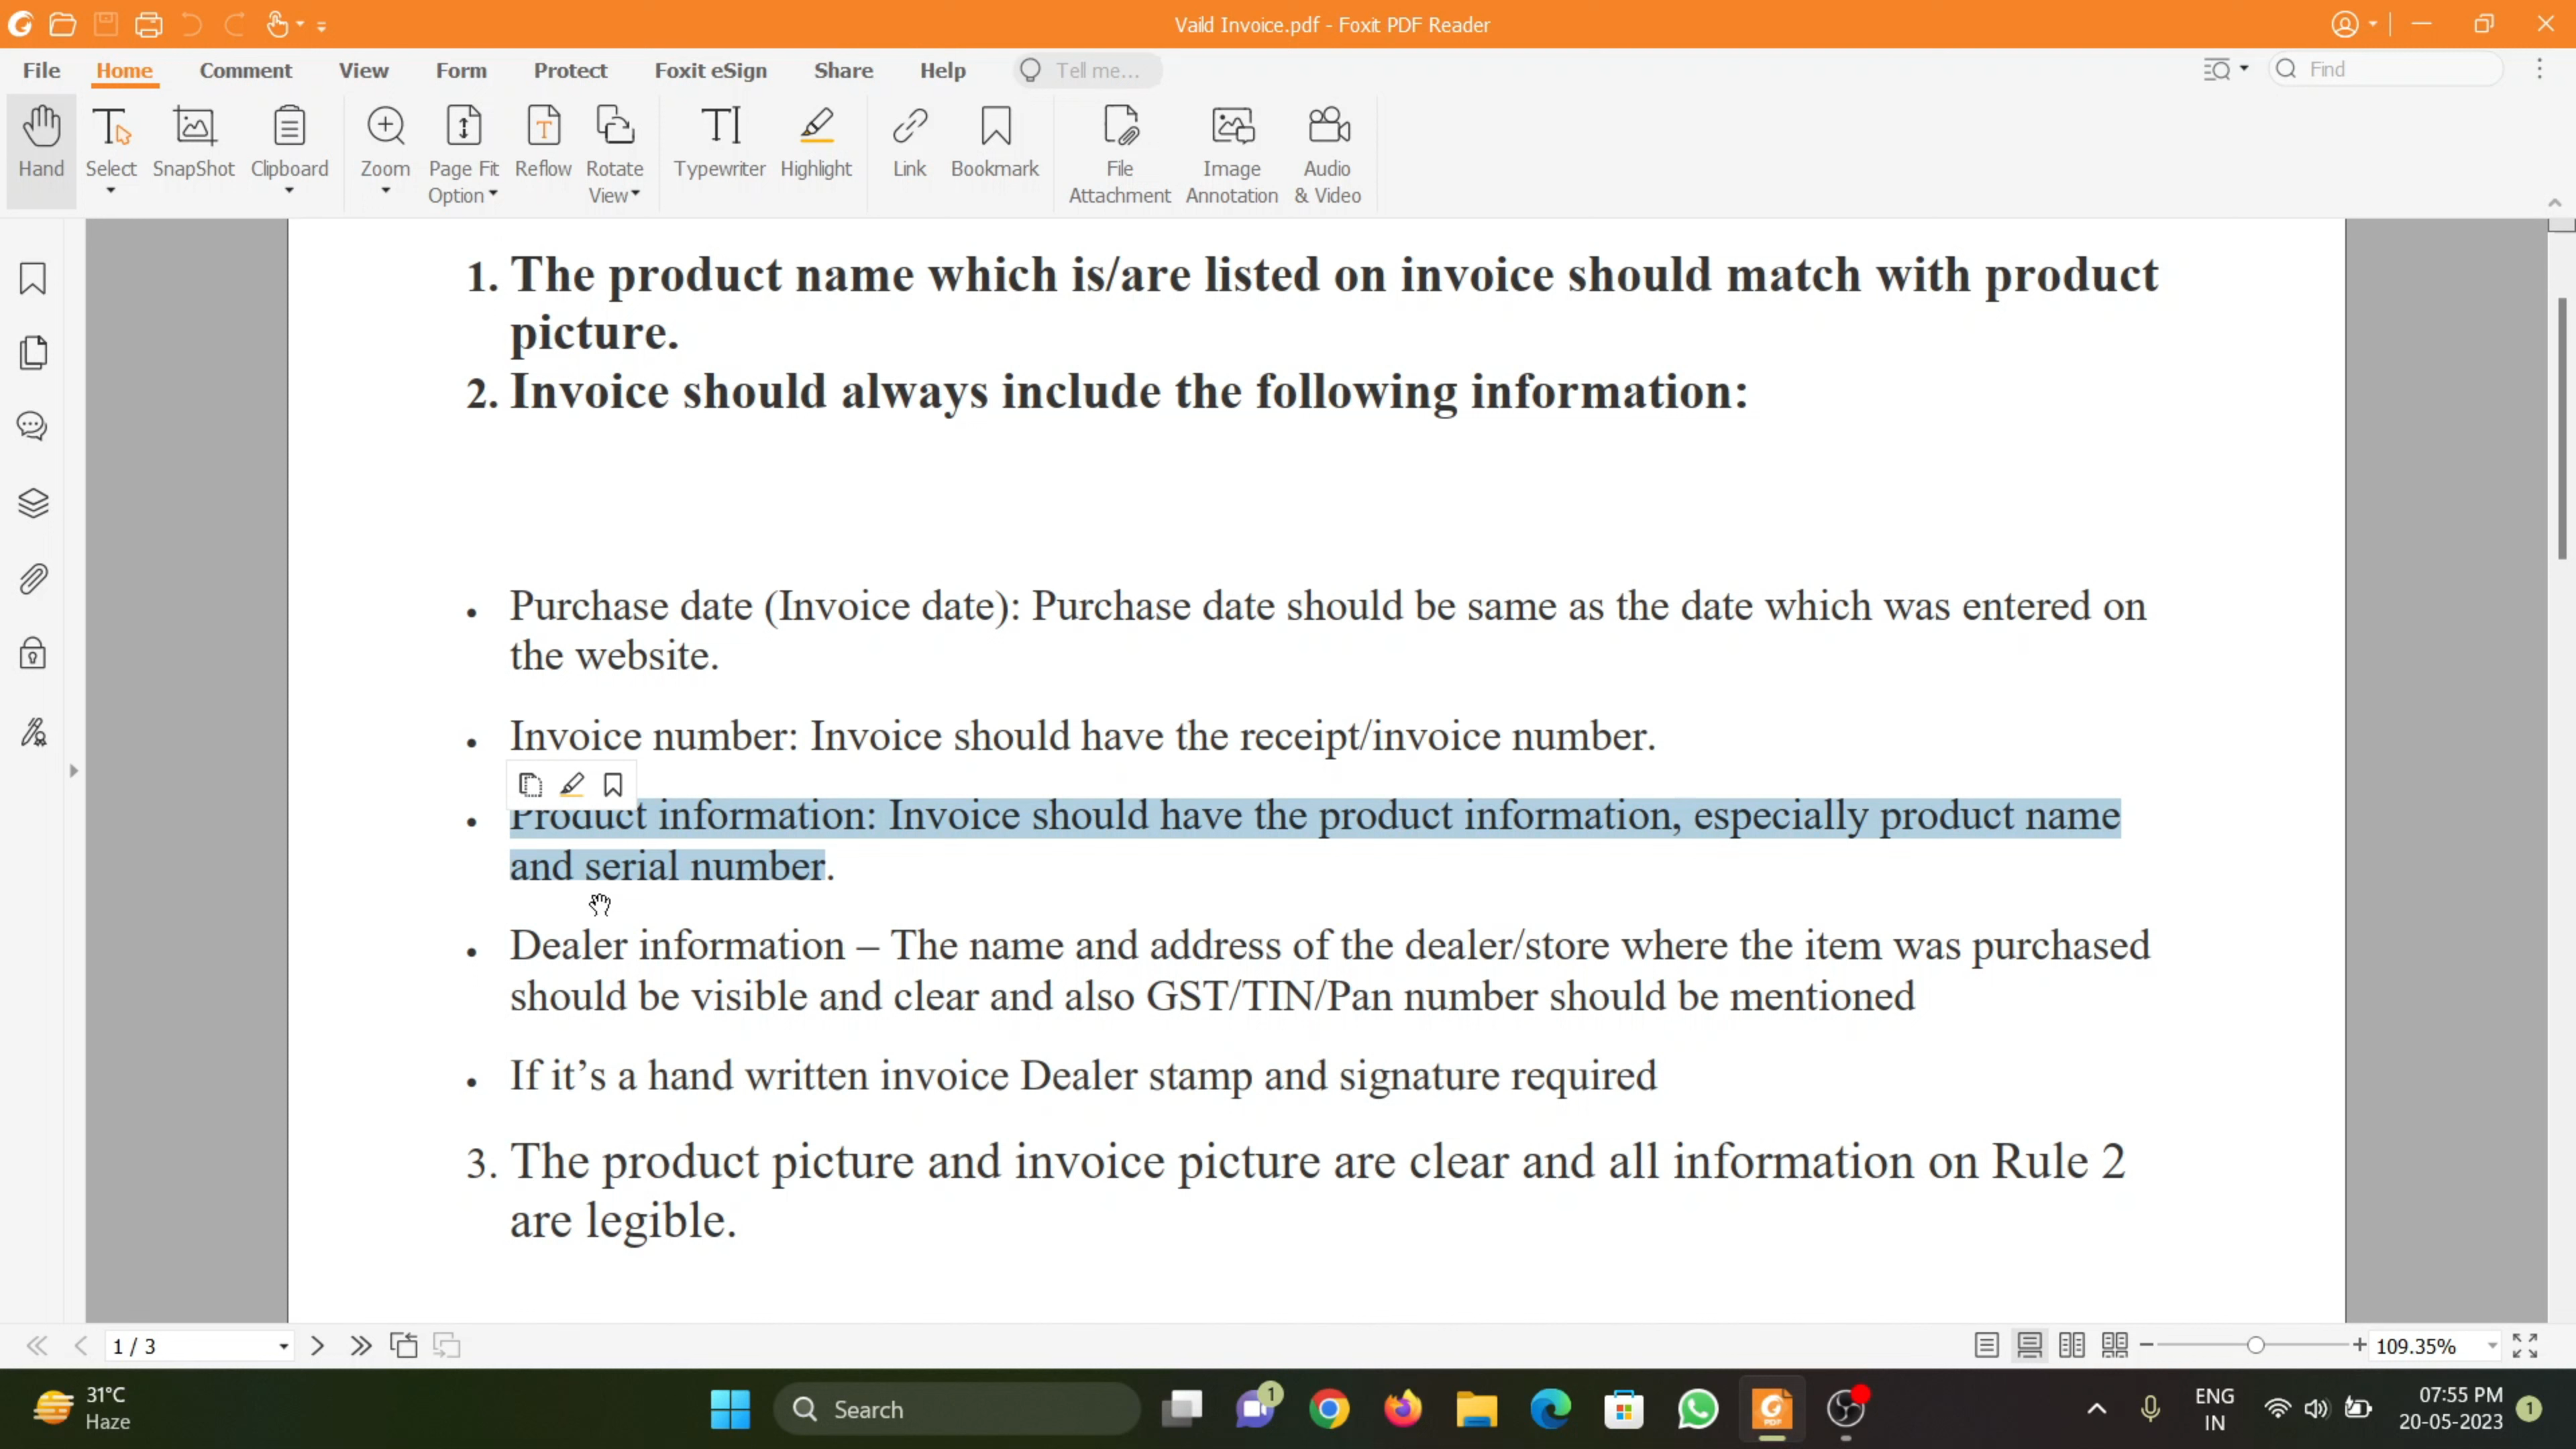 Vaild Invoice.pdf - Foxit PDF Reader
File Home Comment View Form Protect Foxit eSign Share Help Tell me... Find
Hand Select SnapShot Clipboard Zoom Page Fit Option Reflow Rotate View Typewriter Highlight Link Bookmark File Attachment Image Annotation Audio & Video
1. The product name which is/are listed on invoice should match with product
picture.
2. Invoice should always include the following information:
• Purchase date (Invoice date): Purchase date should be same as the date which was entered on
the website.
• Invoice number: Invoice should have the receipt/invoice number.
• Product information: Invoice should have the product information, especially product name
and serial number.
• Dealer information – The name and address of the dealer/store where the item was purchased
should be visible and clear and also GST/TIN/Pan number should be mentioned
• If it’s a hand written invoice Dealer stamp and signature required
3. The product picture and invoice picture are clear and all information on Rule 2
are legible.
1 / 3 109.35%
31°C
Haze
Search
1
ENG
IN
07:55 PM
20-05-2023
1